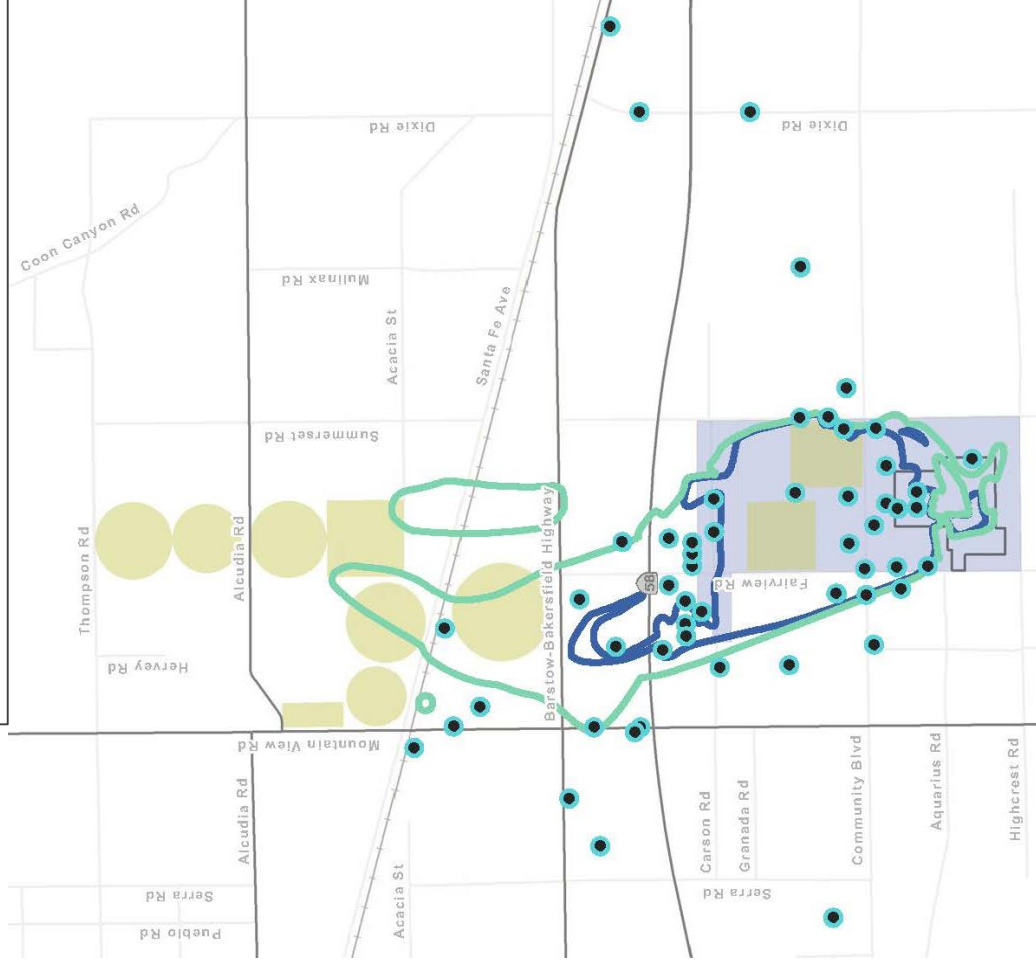 Dixie Rd
Dixie Rd
Coon Canyon Rd
Mulinax Rd
Acacia St
Santa Fe Ave
Summerset Rd
Thompson Rd
Alcudia Rd
Barstow-Bakersfield Highway
58
Fairview Rd
Hervey Rd
Mountain View Rd
Alcudia Rd
Carson Rd
Granada Rd
Community Blvd
Aquarius Rd
Highcrest Rd
Acacia St
Serra Rd
Serra Rd
Pueblo Rd